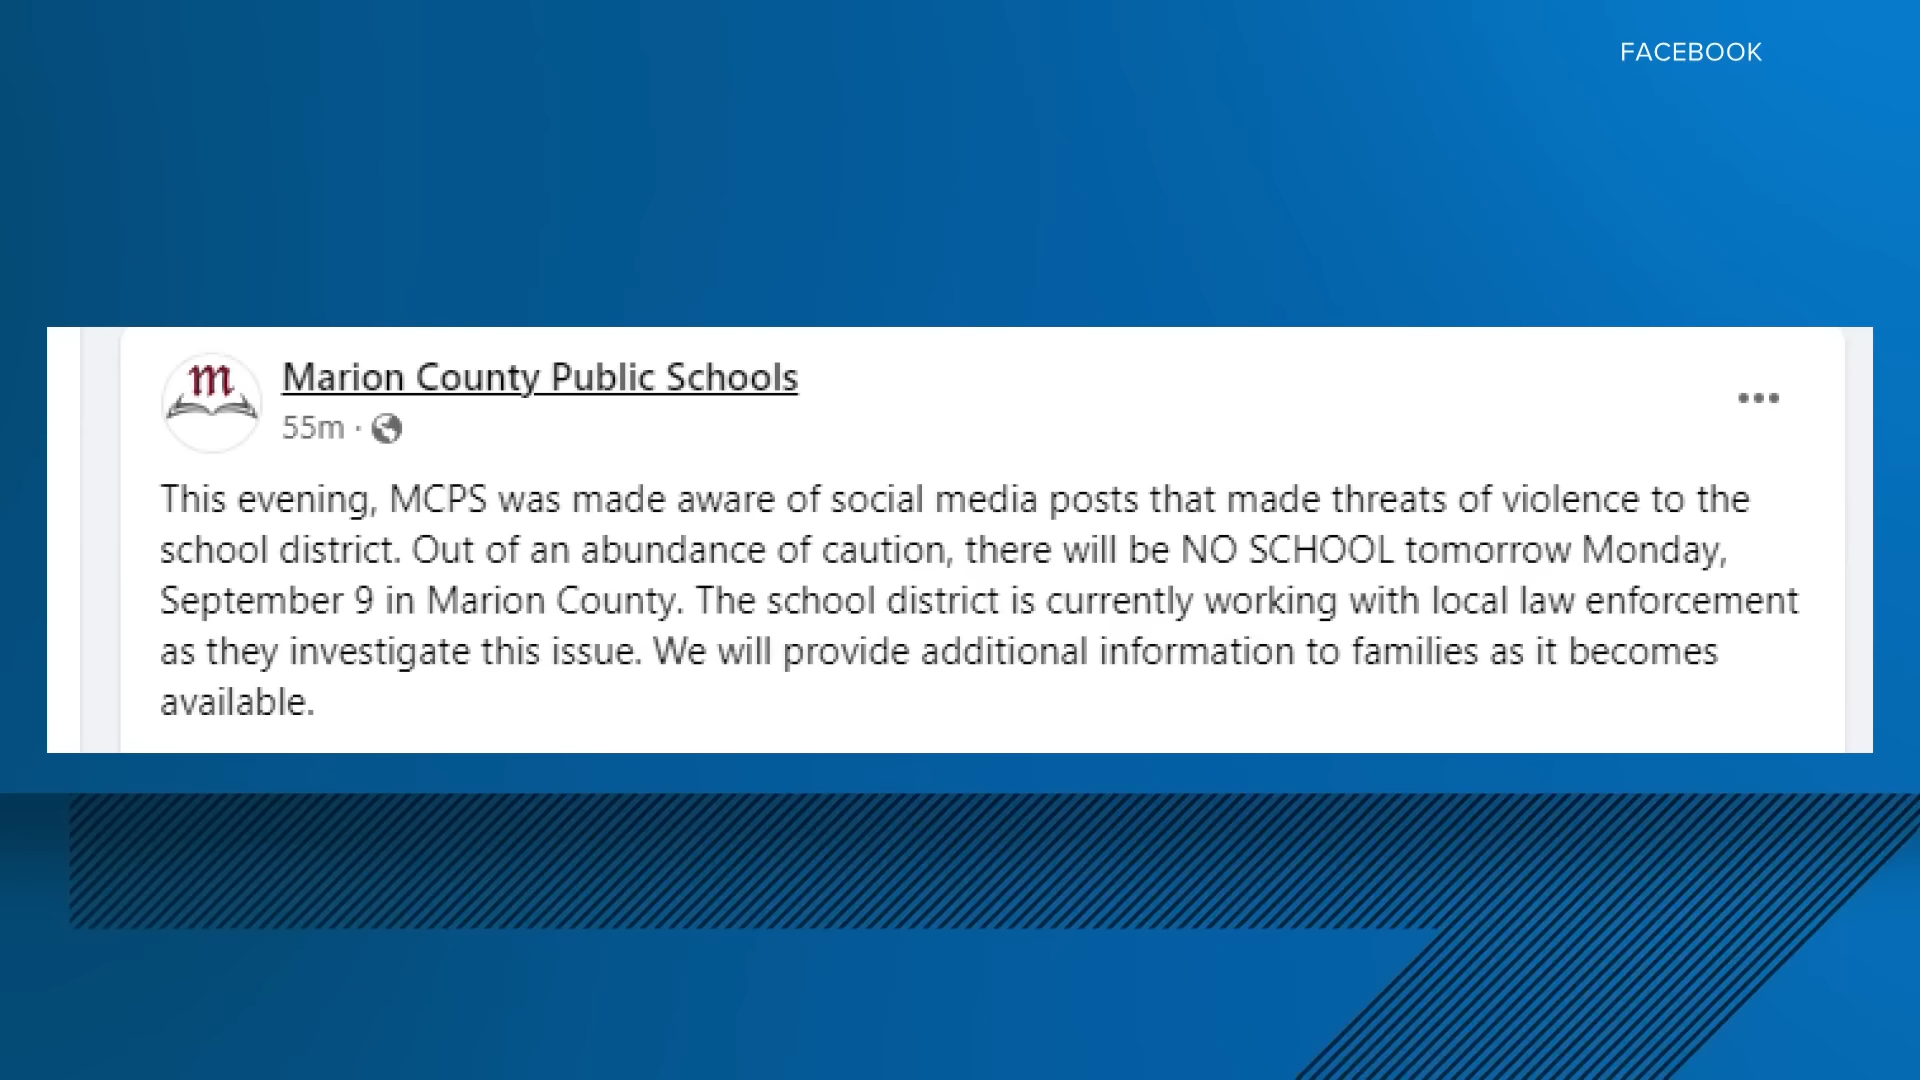 FACEBOOK
m
Marion County Public Schools
55m ·
This evening, MCPS was made aware of social media posts that made threats of violence to the
school district. Out of an abundance of caution, there will be NO SCHOOL tomorrow Monday,
September 9 in Marion County. The school district is currently working with local law enforcement
as they investigate this issue. We will provide additional information to families as it becomes
available.